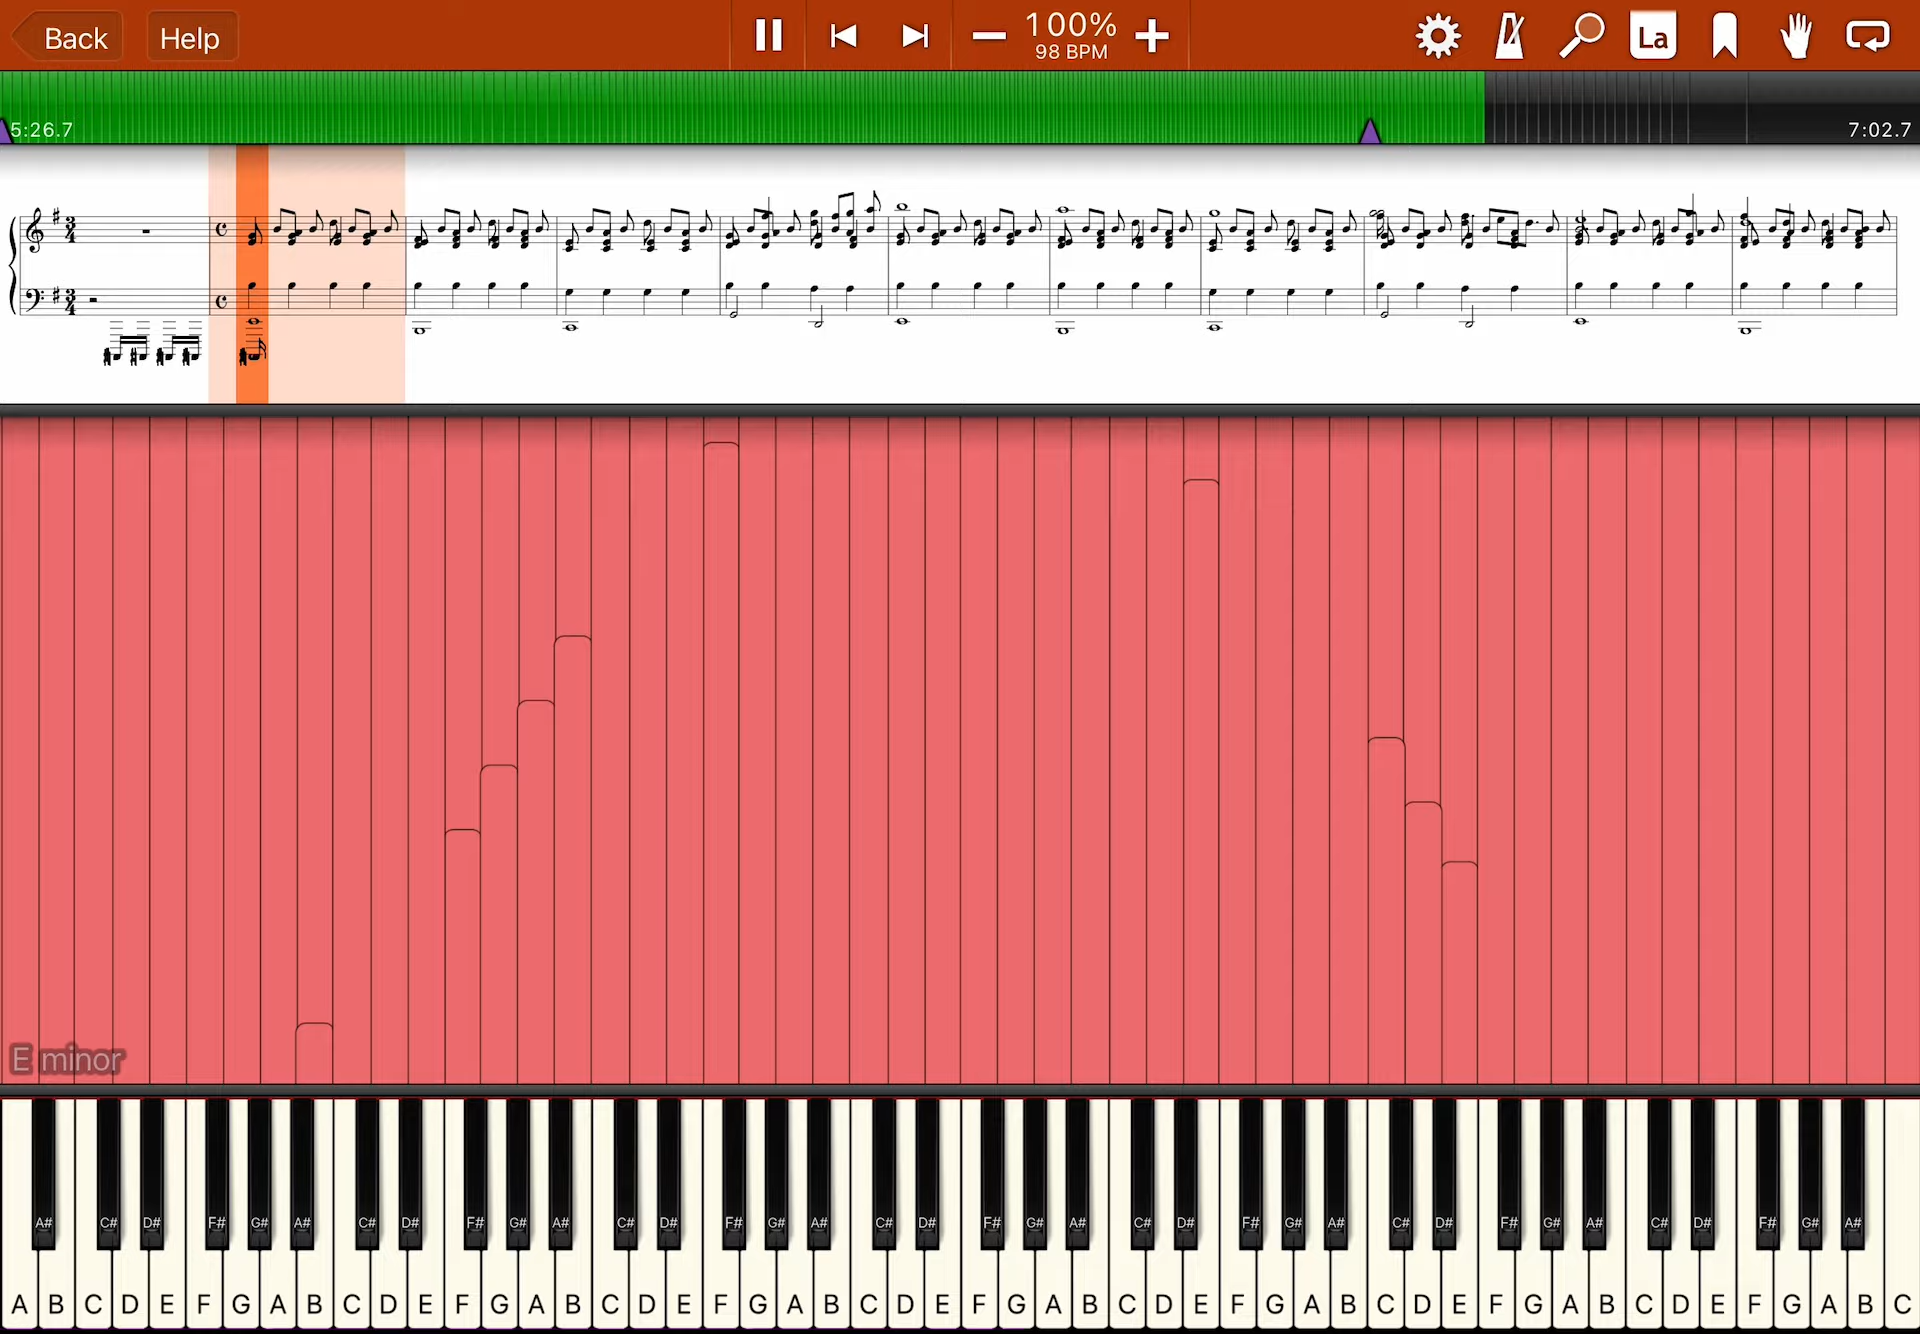 Back Help 100% La
98 BPM
5:26.7 7:02.7
E minor
A# C# D# F# G# A# C# D# F# G# A# C# D# F# G# A# C# D# F# G# A# C# D# F# G# A# C# D# F# G# A# C# D# F# G# A#
A B C D E F G A B C D E F G A B C D E F G A B C D E F G A B C D E F G A B C D E F G A B C D E F G A B C